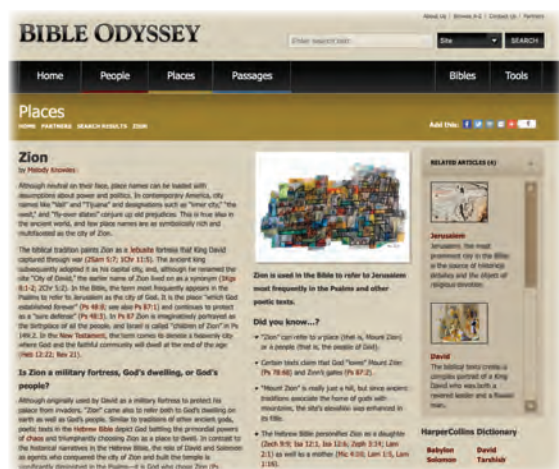 About Us | Browse A-Z | Contact Us | Partners
BIBLE ODYSSEY
Enter search text
Site
SEARCH
Home
People
Places
Passages
Bibles
Tools
Places
HOME PARTNERS SEARCH RESULTS ZION
Add this:
Zion
by Melody Knowles
Although neutral on their face, place names can be loaded with
assumptions about power and politics. In contemporary America, city
names like "Vail" and "Tijuana" and designations such as "inner city," "the
west," and "fly-over states" conjure up old prejudices. This is true also in
the ancient world, and few place names are as symbolically rich and
multifaceted as the city of Zion.
The biblical tradition paints Zion as a Jebusite fortress that King David
captured through war (2Sam 5:7; 1Chr 11:5). The ancient king
subsequently adopted it as his capital city, and, although he renamed the
site "City of David," the earlier name of Zion lived on as a synonym (1Kgs
8:1-2; 2Chr 5:2). In the Bible, the term most frequently appears in the
Psalms to refer to Jerusalem as the city of God. It is the place "which God
established forever" (Ps 48:8; see also Ps 87:1) and continues to protect
as a "sure defense" (Ps 48:3). In Ps 87 Zion is imaginatively portrayed as
the birthplace of all the people, and Israel is called "children of Zion" in Ps
149:2. In the New Testament, the term comes to denote a heavenly city
where God and the faithful community will dwell at the end of the age
(Heb 12:22; Rev 21).
Is Zion a military fortress, God's dwelling, or God's
people?
Although originally used by David as a military fortress to protect his
palace from invaders, "Zion" came also to refer both to God's dwelling on
earth as well as God's people. Similar to traditions of other ancient gods,
poetic texts in the Hebrew Bible depict God battling the primordial powers
of chaos and triumphantly choosing Zion as a place to dwell. In contrast to
the historical narratives in the Hebrew Bible, the role of David and Solomon
as agents who conquered the city of Zion and built the temple is
significantly diminished in the Psalms—it is God who chose Zion (Ps
Zion is used in the Bible to refer to Jerusalem
most frequently in the Psalms and other
poetic texts.
Did you know…?
• "Zion" can refer to a place (that is, Mount Zion)
or a people (that is, the people of God).
• Certain texts claim that God "loves" Mount Zion
(Ps 78:68) and Zion's gates (Ps 87:2).
• "Mount Zion" is really just a hill, but since ancient
traditions associate the home of gods with
mountains, the site's elevation was enhanced in
its title.
• The Hebrew Bible personifies Zion as a daughter
(Zech 9:9; Isa 12:1, Isa 12:6, Zeph 3:14; Lam
2:1) as well as a mother (Mic 4:10; Lam 1:5, Lam
1:16).
RELATED ARTICLES (4)
Jerusalem
Jerusalem, the most
prominent city in the Bible,
is the source of historical
debates and the object of
religious devotion.
David
The biblical texts create a
complex portrait of a King
David who was both a
revered leader and a flawed
man.
HarperCollins Dictionary
Babylon
David
Solomon
Tarshish